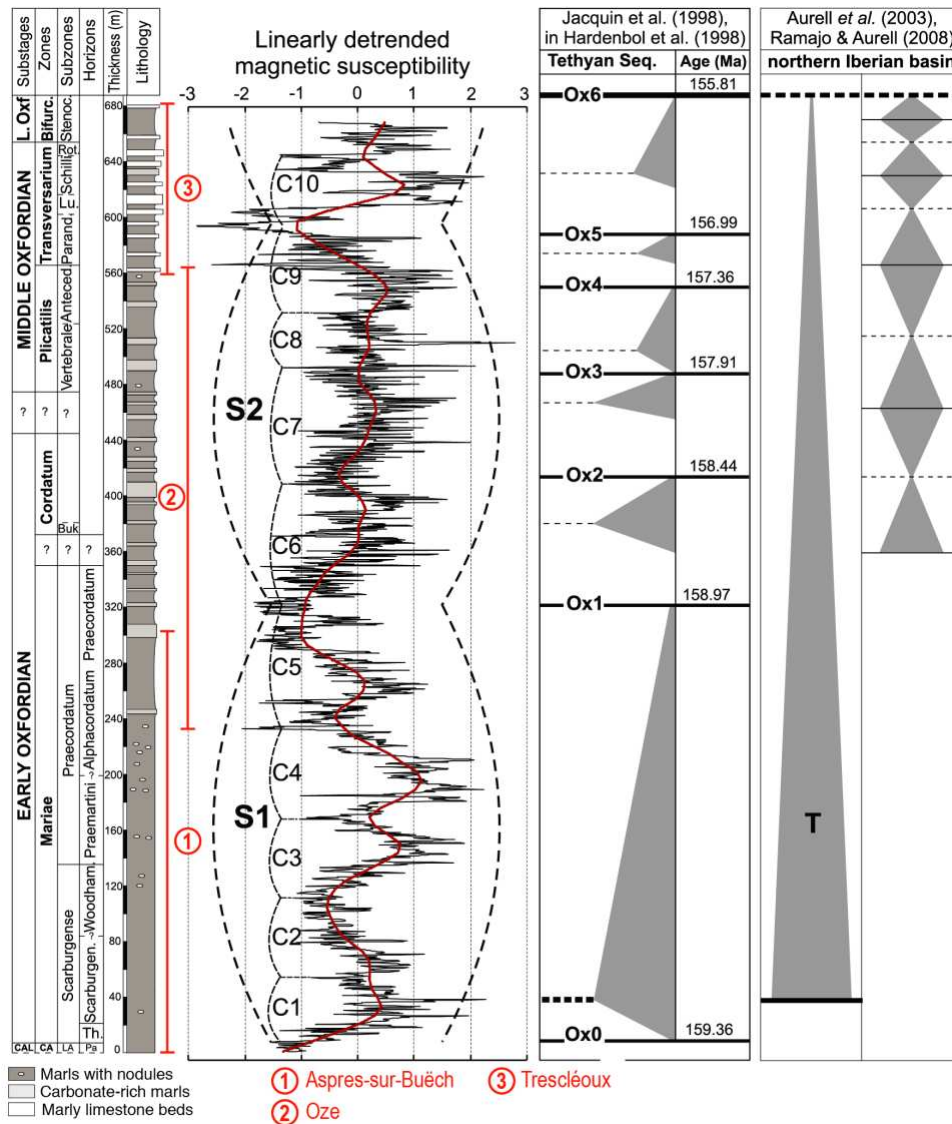 Jacquin et al. (1998),
in Hardenbol et al. (1998)
Aurell et al. (2003),
Ramajo & Aurell (2008)
Linearly detrended
magnetic susceptibility
Tethyan Seq.
Age (Ma)
northern Iberian basin
Substages
Zones
Subzones
Horizons
Thickness (m)
Lithology
-3 -2 -1 0 1 2 3
L. Oxf
MIDDLE OXFORDIAN
EARLY OXFORDIAN
CAL
Bifurc.
Transversarium
Plicatilis
?
Cordatum
?
Mariae
CA
Stenoc.
Rot.
Schilli.
L.u.
Parand.
Anteced.
Vertebrale
?
Buk
?
Praecordatum
Scarburgense
LA
?
Praecordatum
->Alphacordatum
Praemartini
->Woodham.
Scarburgen.
Th.
Pa
680
640
600
560
520
480
440
400
360
320
280
240
200
160
120
80
40
0
3
2
1
C10
C9
C8
C7
C6
C5
C4
C3
C2
C1
S2
S1
Ox6 155.81
Ox5 156.99
Ox4 157.36
Ox3 157.91
Ox2 158.44
Ox1 158.97
Ox0 159.36
T
Marls with nodules
Carbonate-rich marls
Marly limestone beds
1 Aspres-sur-Buëch
2 Oze
3 Trescléoux